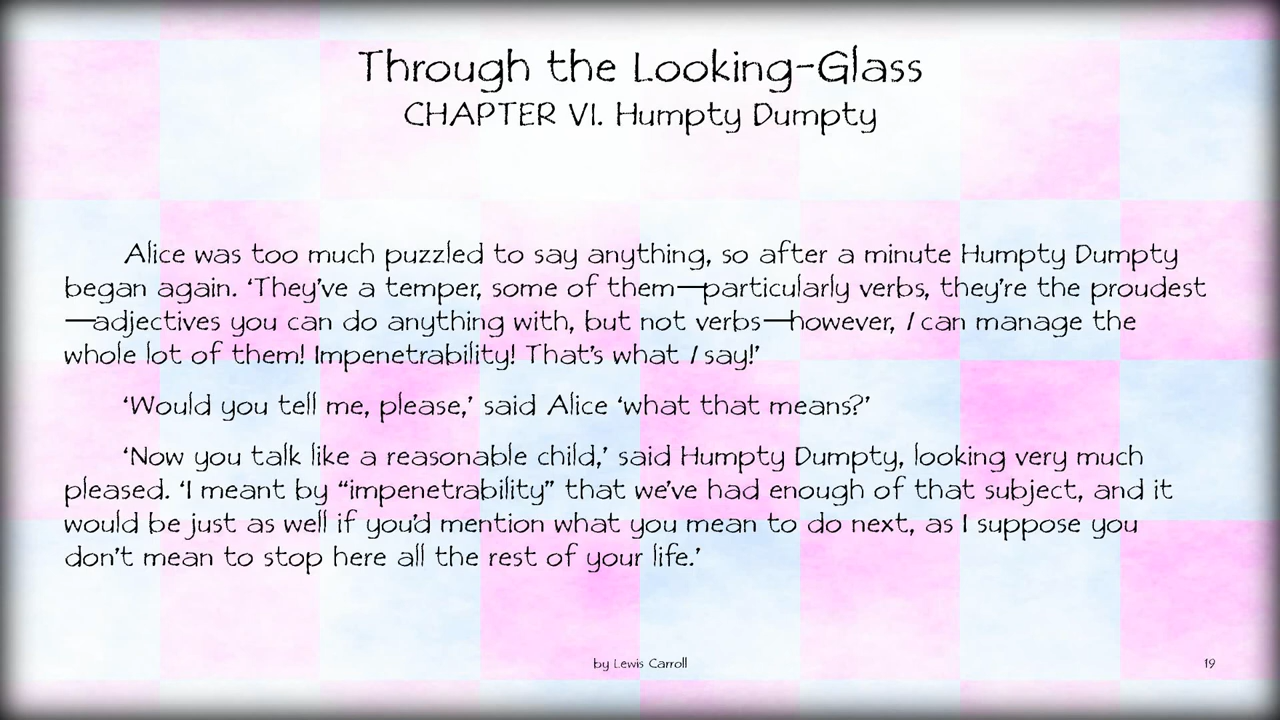 Through the Looking-Glass
CHAPTER VI. Humpty Dumpty
Alice was too much puzzled to say anything, so after a minute Humpty Dumpty
began again. ‘They’ve a temper, some of them—particularly verbs, they’re the proudest
—adjectives you can do anything with, but not verbs—however, I can manage the
whole lot of them! Impenetrability! That’s what I say!’
‘Would you tell me, please,’ said Alice ‘what that means?’
‘Now you talk like a reasonable child,’ said Humpty Dumpty, looking very much
pleased. ‘I meant by “impenetrability” that we’ve had enough of that subject, and it
would be just as well if you’d mention what you mean to do next, as I suppose you
don’t mean to stop here all the rest of your life.’
by Lewis Carroll
19